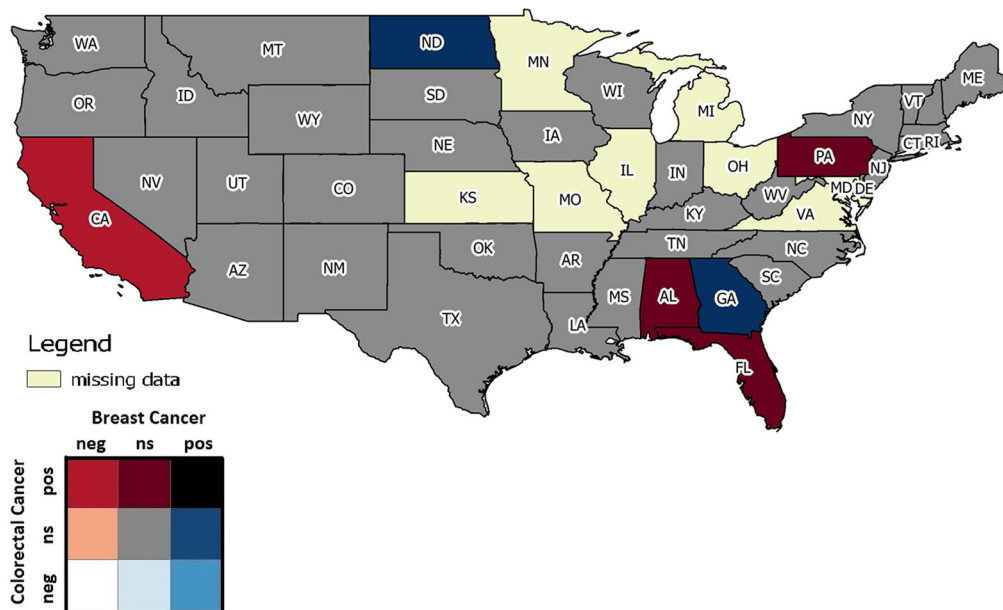 WA
MT
ND
MN
ME
OR
ID
SD
WI
MI
NY
VT
WY
IA
CT RI
NE
PA
NJ
NV
UT
CO
KS
MO
IL
IN
OH
WV
MD DE
VA
CA
KY
AZ
NM
OK
AR
TN
NC
SC
TX
LA
MS
AL
GA
FL
Legend
missing data
Breast Cancer
neg ns pos
Colorectal Cancer
pos
ns
neg